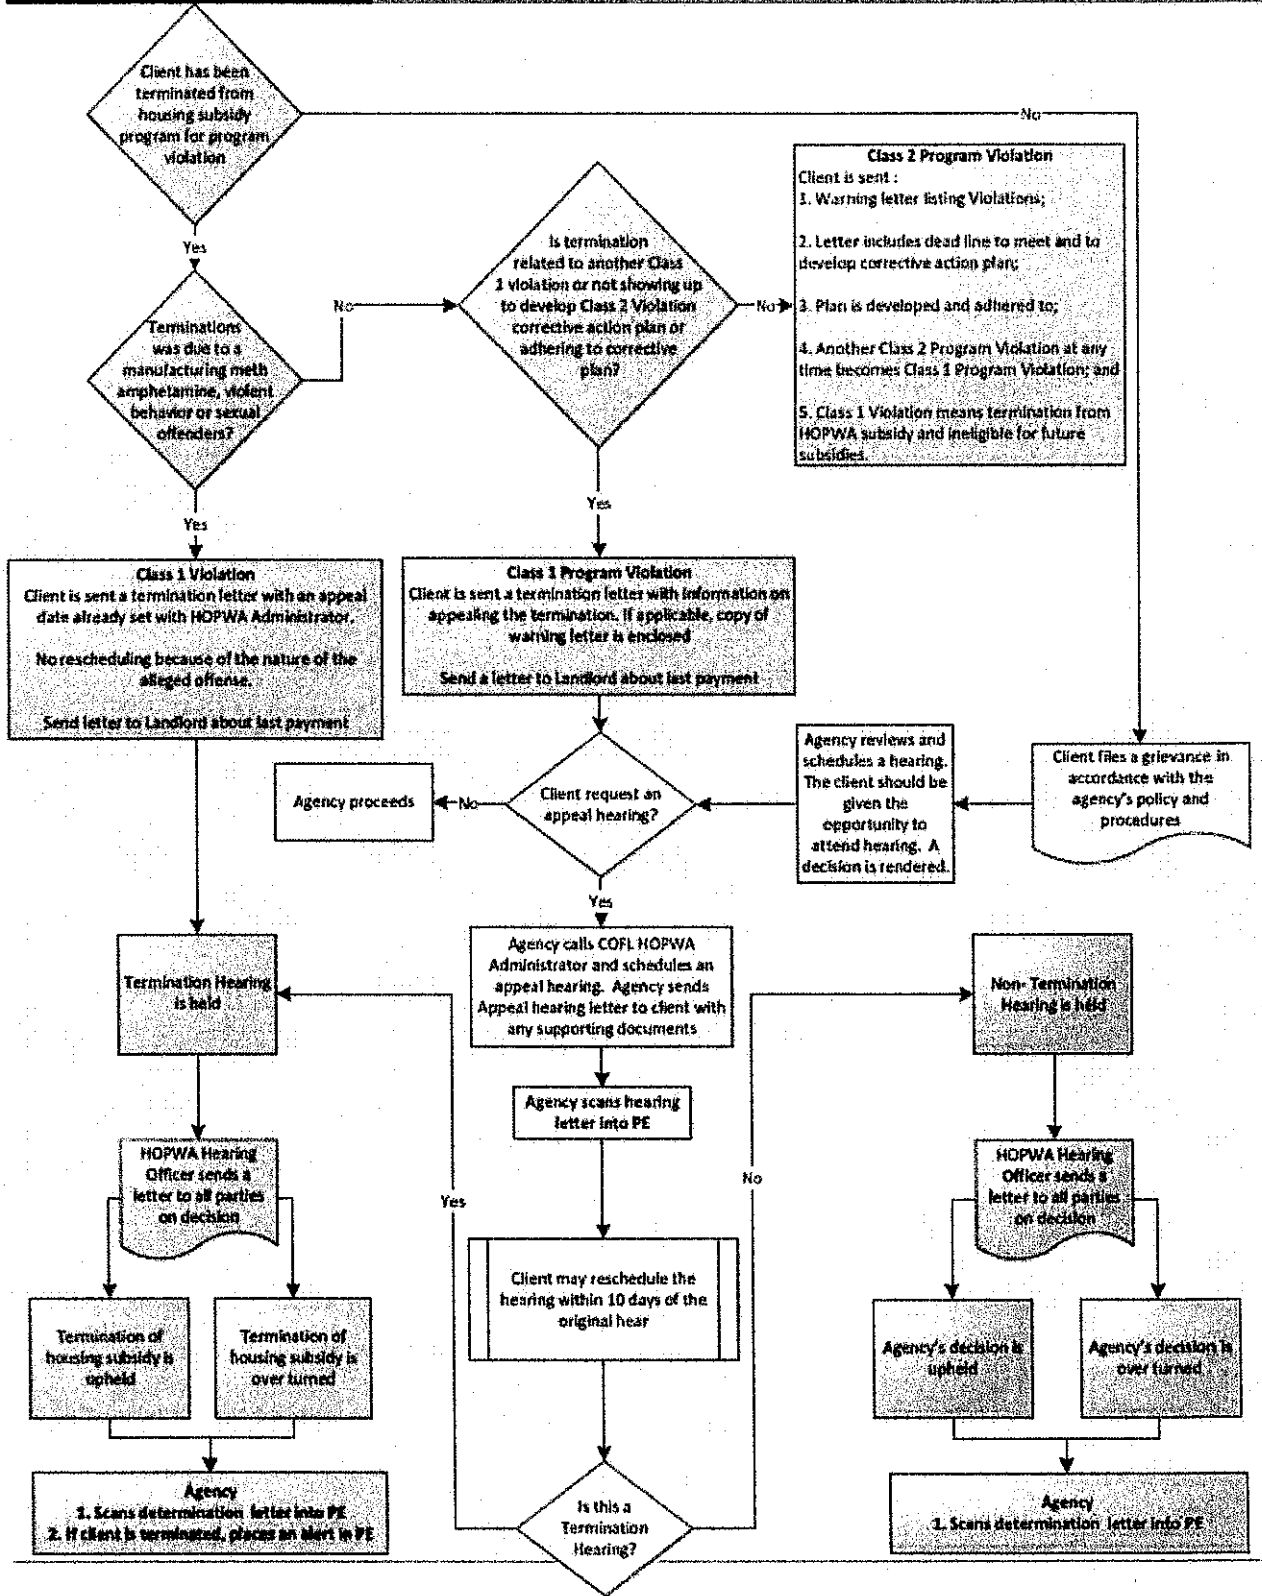 Client has been
terminated from
housing subsidy
program for program
violation
No
Yes
Class 2 Program Violation
Client is sent :
1. Warning letter listing Violations;
2. Letter includes dead line to meet and to
develop corrective action plan;
3. Plan is developed and adhered to;
4. Another Class 2 Program Violation at any
time becomes Class 1 Program Violation; and
5. Class 1 Violation means termination from
HOPWA subsidy and ineligible for future
subsidies.
Is termination
related to another Class
1 violation or not showing up
to develop Class 2 Violation
corrective action plan or
adhering to corrective
plan?
No
No
Terminations
was due to a
manufacturing meth
amphetamine, violent
behavior or sexual
offenders?
Yes
Yes
Class 1 Violation
Client is sent a termination letter with an appeal
date already set with HOPWA Administrator.
No rescheduling because of the nature of the
alleged offense.
Send letter to Landlord about last payment
Class 1 Program Violation
Client is sent a termination letter with information on
appealing the termination. If applicable, copy of
warning letter is enclosed
Send a letter to Landlord about last payment
Agency proceeds
No
Client request an
appeal hearing?
Agency reviews and
schedules a hearing.
The client should be
given the
opportunity to
attend hearing. A
decision is rendered.
Client files a grievance in
accordance with the
agency's policy and
procedures
Yes
Termination Hearing
is held
Agency calls COFL HOPWA
Administrator and schedules an
appeal hearing. Agency sends
Appeal hearing letter to client with
any supporting documents
Non- Termination
Hearing is held
Agency scans hearing
letter into PE
HOPWA Hearing
Officer sends a
letter to all parties
on decision
Yes
No
HOPWA Hearing
Officer sends a
letter to all parties
on decision
Client may reschedule the
hearing within 10 days of the
original hear
Termination of
housing subsidy is
upheld
Termination of
housing subsidy is
over turned
Agency's decision is
upheld
Agency's decision is
over turned
Agency
1. Scans determination letter into PE
2. If client is terminated, places an alert in PE
Is this a
Termination
Hearing?
Agency
1. Scans determination letter into PE